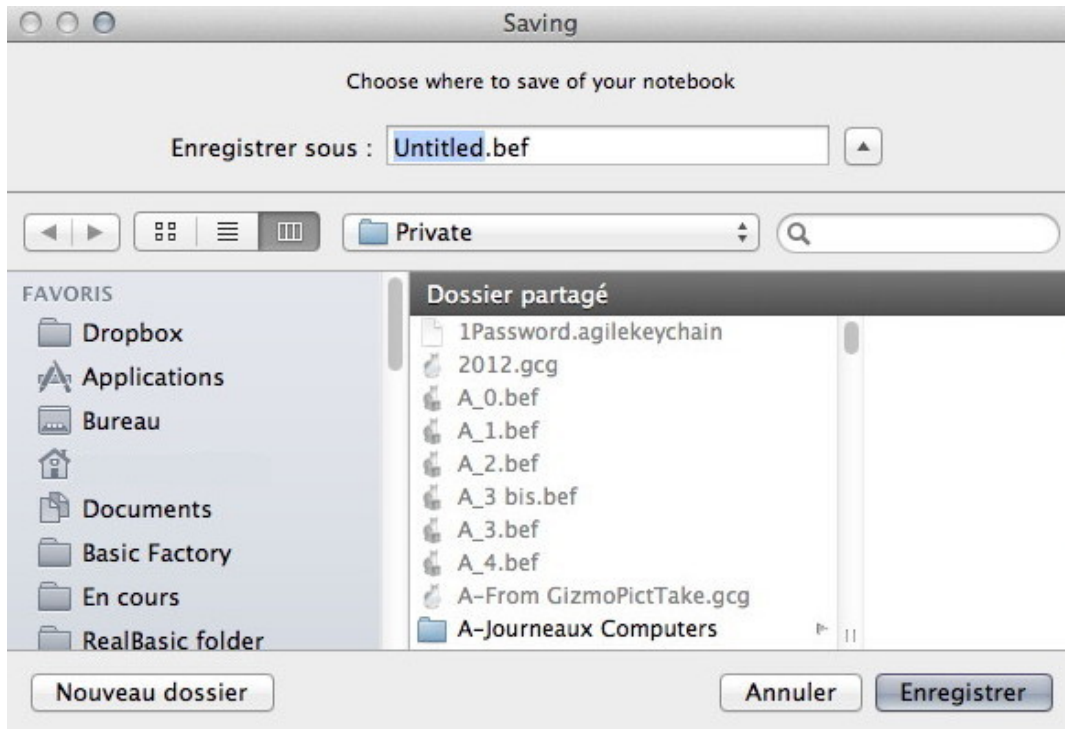 Saving
Choose where to save of your notebook
Enregistrer sous : Untitled.bef
Private
FAVORIS
Dropbox
Applications
Bureau
Documents
Basic Factory
En cours
RealBasic folder
Dossier partagé
1Password.agilekeychain
2012.gcg
A_0.bef
A_1.bef
A_2.bef
A_3 bis.bef
A_3.bef
A_4.bef
A-From GizmoPictTake.gcg
A-Journeaux Computers
Nouveau dossier
Annuler
Enregistrer